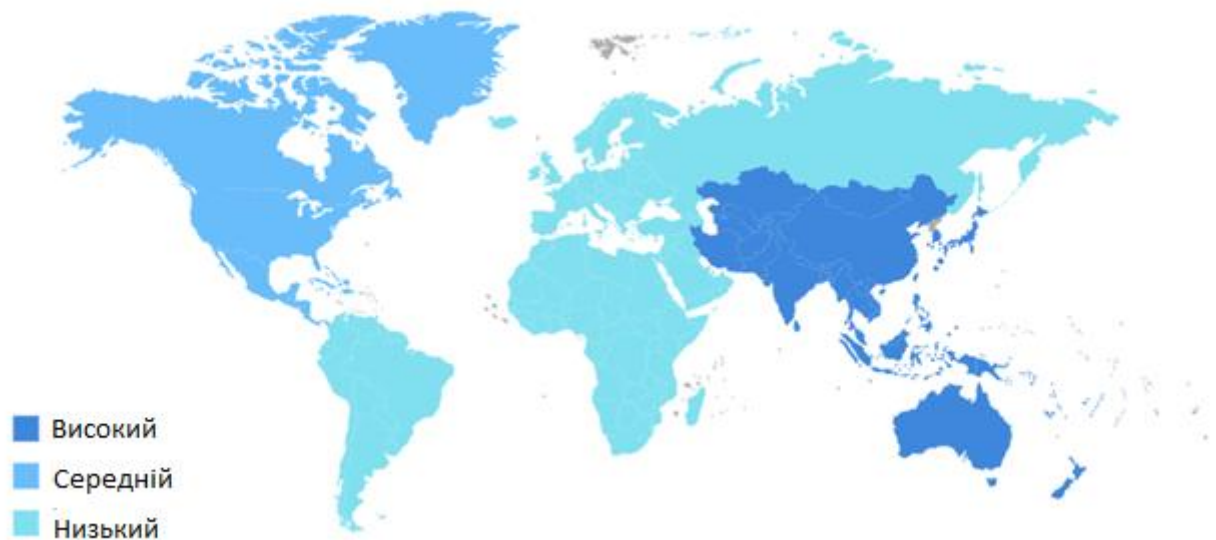 Високий
Середній
Низький